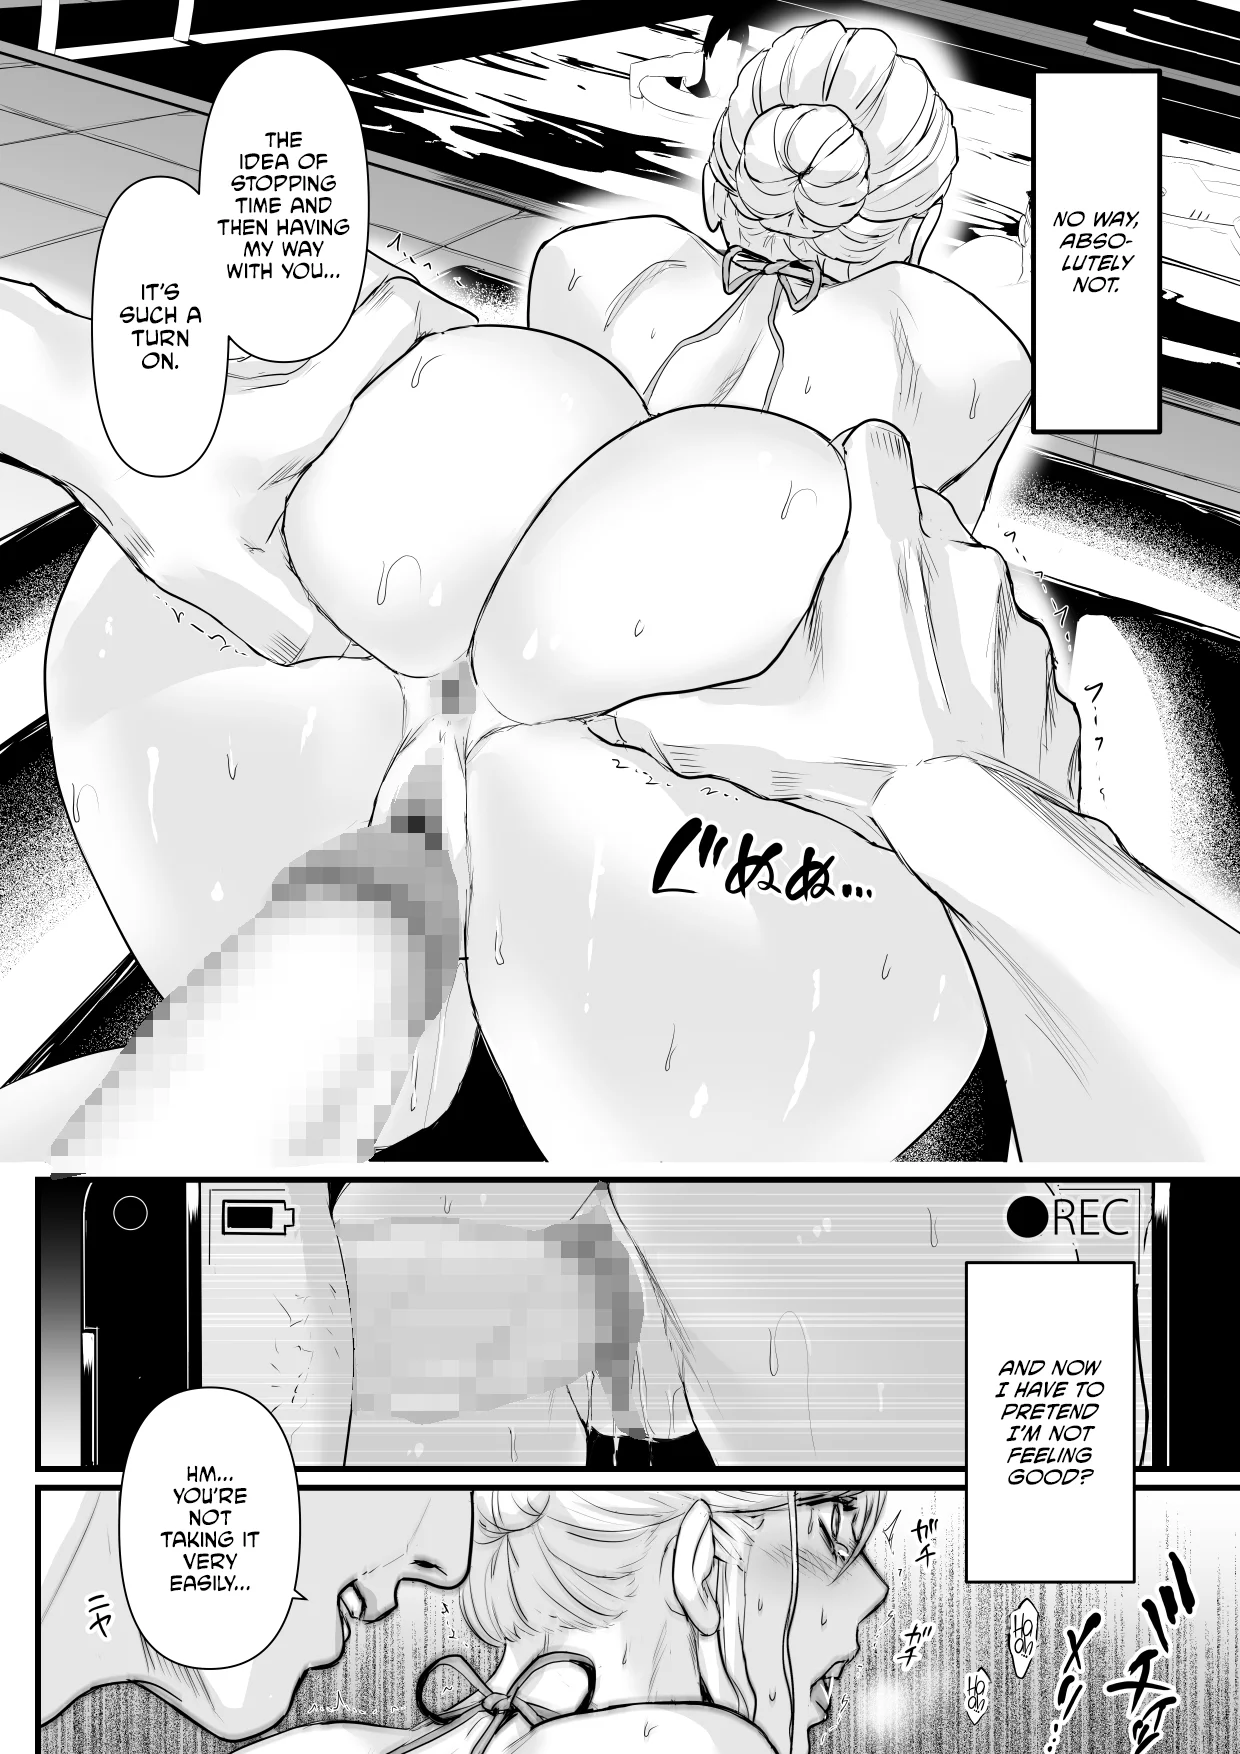 NO WAY,
ABSO-
LUTELY
NOT.
THE
IDEA OF
STOPPING
TIME AND
THEN HAVING
MY WAY
WITH YOU...
IT'S
SUCH A
TURN
ON.
ぐぬぬ...
REC
AND NOW
I HAVE TO
PRETEND
I'M NOT
FEELING
GOOD?
HM...
YOU'RE
NOT
TAKING IT
VERY
EASILY...
ニヤ
ガチ
ガチ